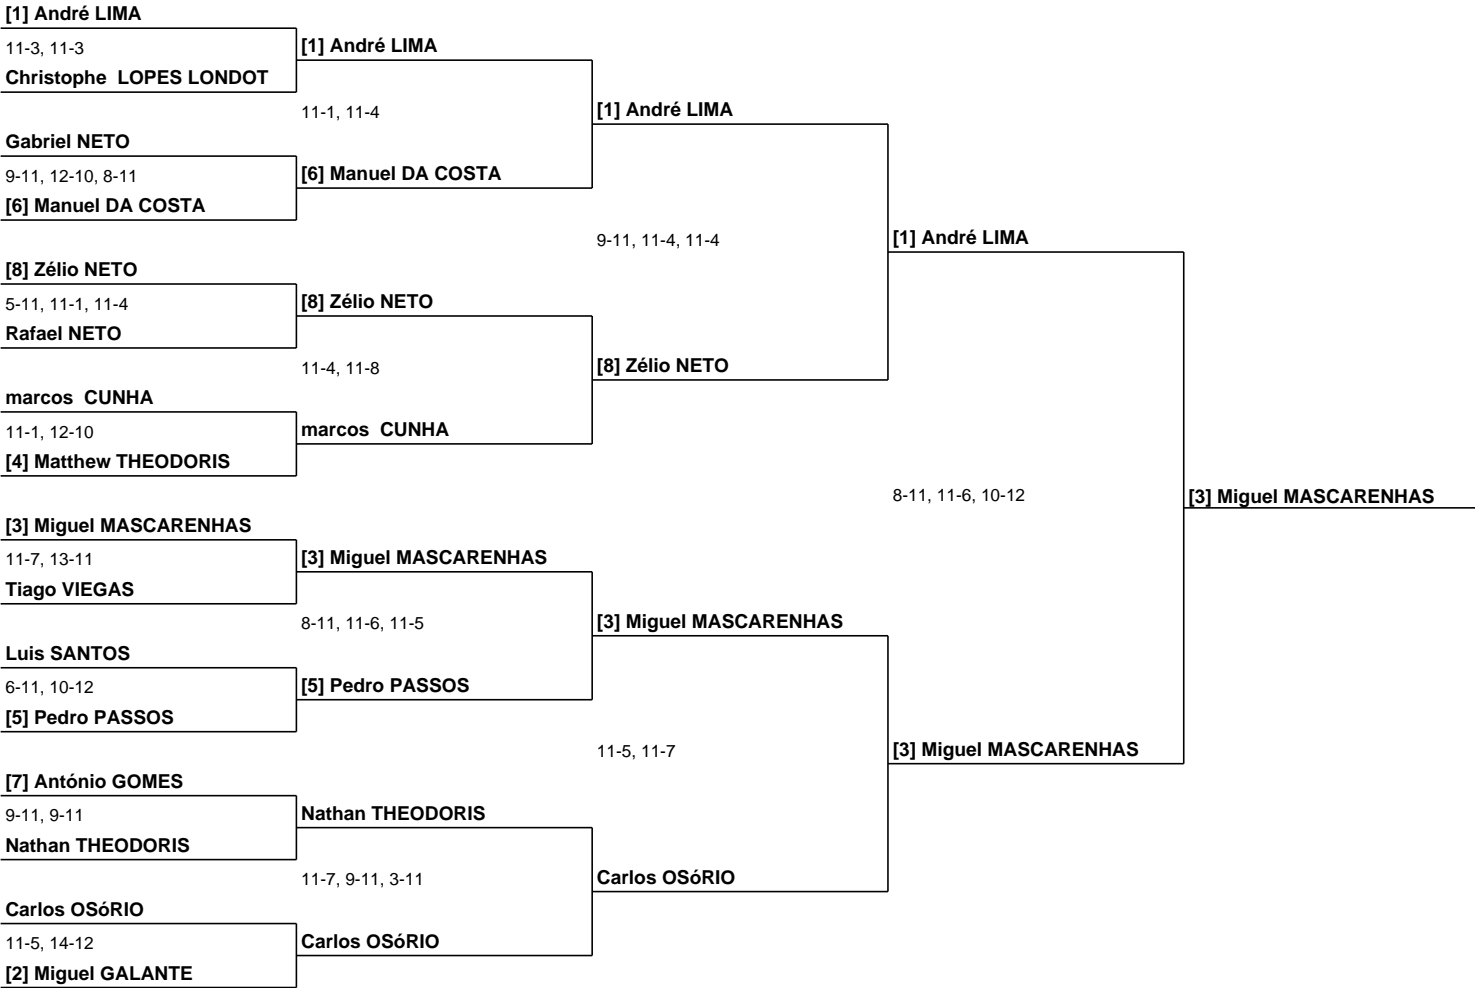 [1] André LIMA
11-3, 11-3
Christophe  LOPES LONDOT
Gabriel NETO
9-11, 12-10, 8-11
[6] Manuel DA COSTA
[8] Zélio NETO
5-11, 11-1, 11-4
Rafael NETO
marcos  CUNHA
11-1, 12-10
[4] Matthew THEODORIS
[3] Miguel MASCARENHAS
11-7, 13-11
Tiago VIEGAS
Luis SANTOS
6-11, 10-12
[5] Pedro PASSOS
[7] António GOMES
9-11, 9-11
Nathan THEODORIS
Carlos OSóRIO
11-5, 14-12
[2] Miguel GALANTE
[1] André LIMA
11-1, 11-4
[6] Manuel DA COSTA
[8] Zélio NETO
11-4, 11-8
marcos  CUNHA
[3] Miguel MASCARENHAS
8-11, 11-6, 11-5
[5] Pedro PASSOS
Nathan THEODORIS
11-7, 9-11, 3-11
Carlos OSóRIO
[1] André LIMA
9-11, 11-4, 11-4
[8] Zélio NETO
[3] Miguel MASCARENHAS
11-5, 11-7
Carlos OSóRIO
[1] André LIMA
8-11, 11-6, 10-12
[3] Miguel MASCARENHAS
[3] Miguel MASCARENHAS